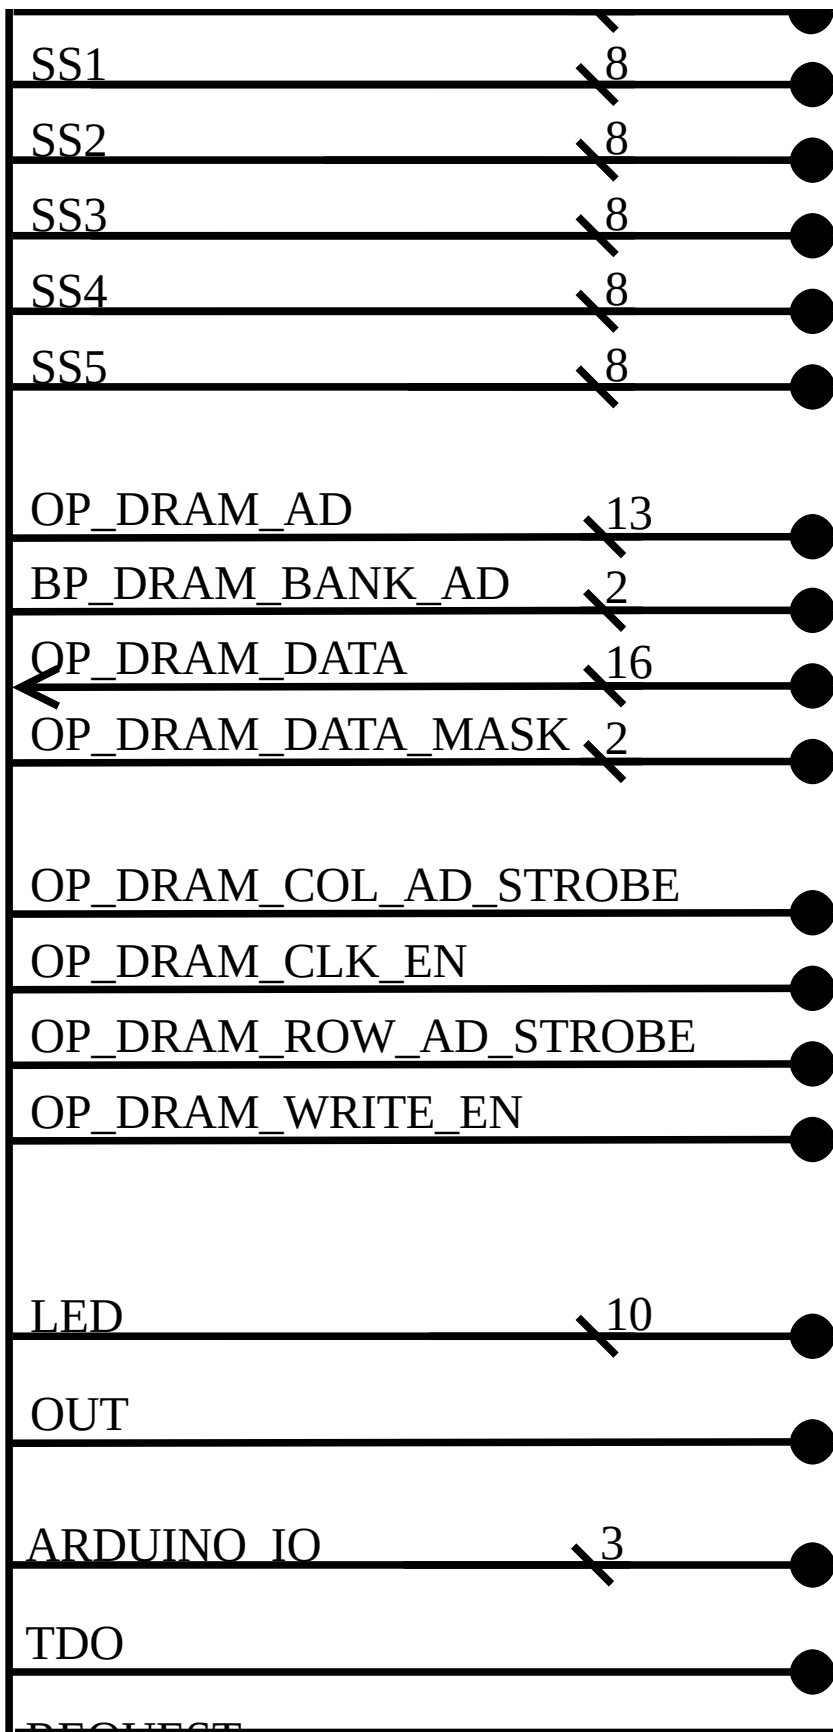 SS1 8
SS2 8
SS3 8
SS4 8
SS5 8
OP_DRAM_AD 13
BP_DRAM_BANK_AD 2
OP_DRAM_DATA 16
OP_DRAM_DATA_MASK 2
OP_DRAM_COL_AD_STROBE
OP_DRAM_CLK_EN
OP_DRAM_ROW_AD_STROBE
OP_DRAM_WRITE_EN
LED 10
OUT
ARDUINO_IO 3
TDO
REQUEST